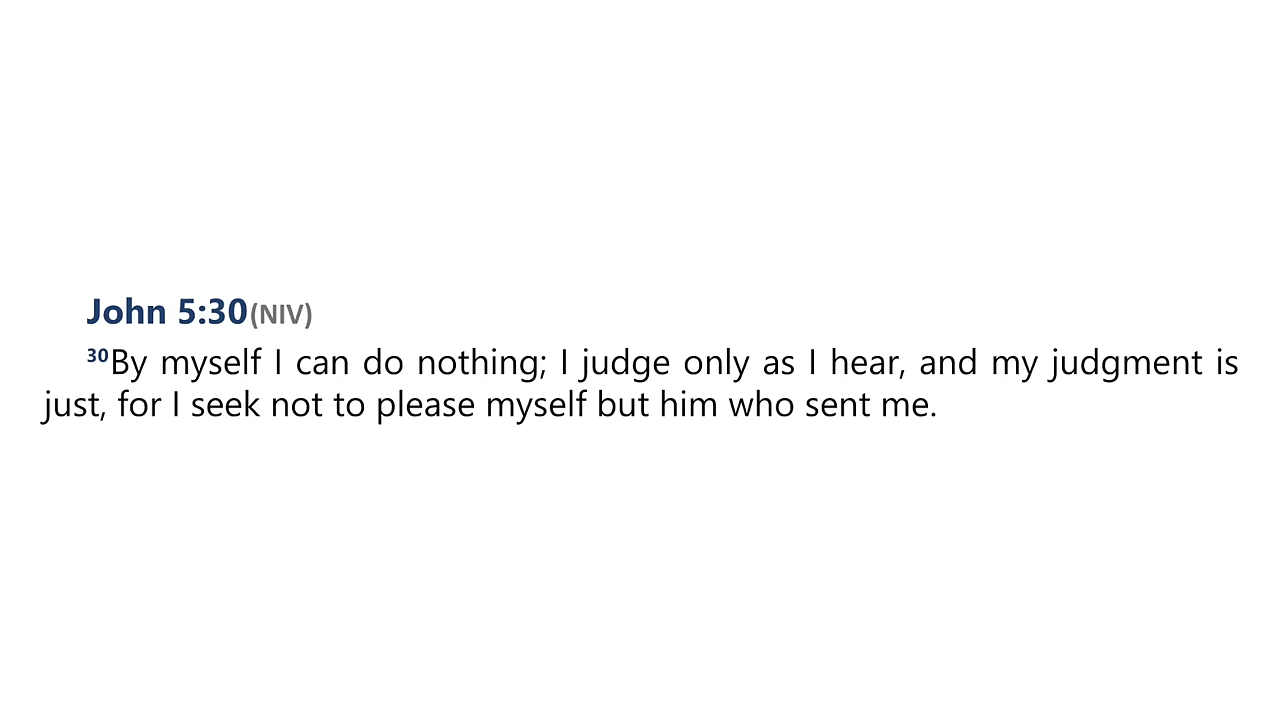 John 5:30(NIV)
30By myself I can do nothing; I judge only as I hear, and my judgment is
just, for I seek not to please myself but him who sent me.